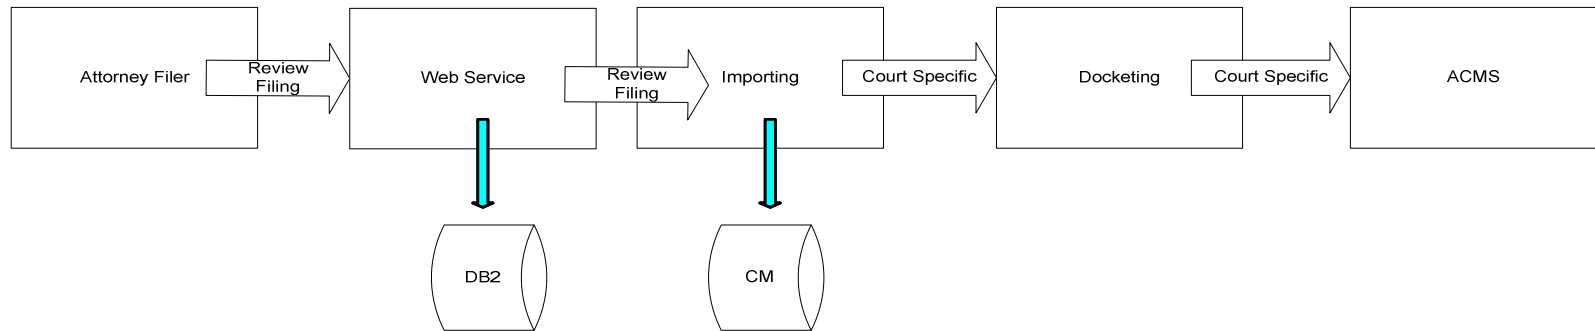 Attorney Filer
Review
Filing
Web Service
Review
Filing
Importing
Court Specific
Docketing
Court Specific
ACMS
DB2
CM